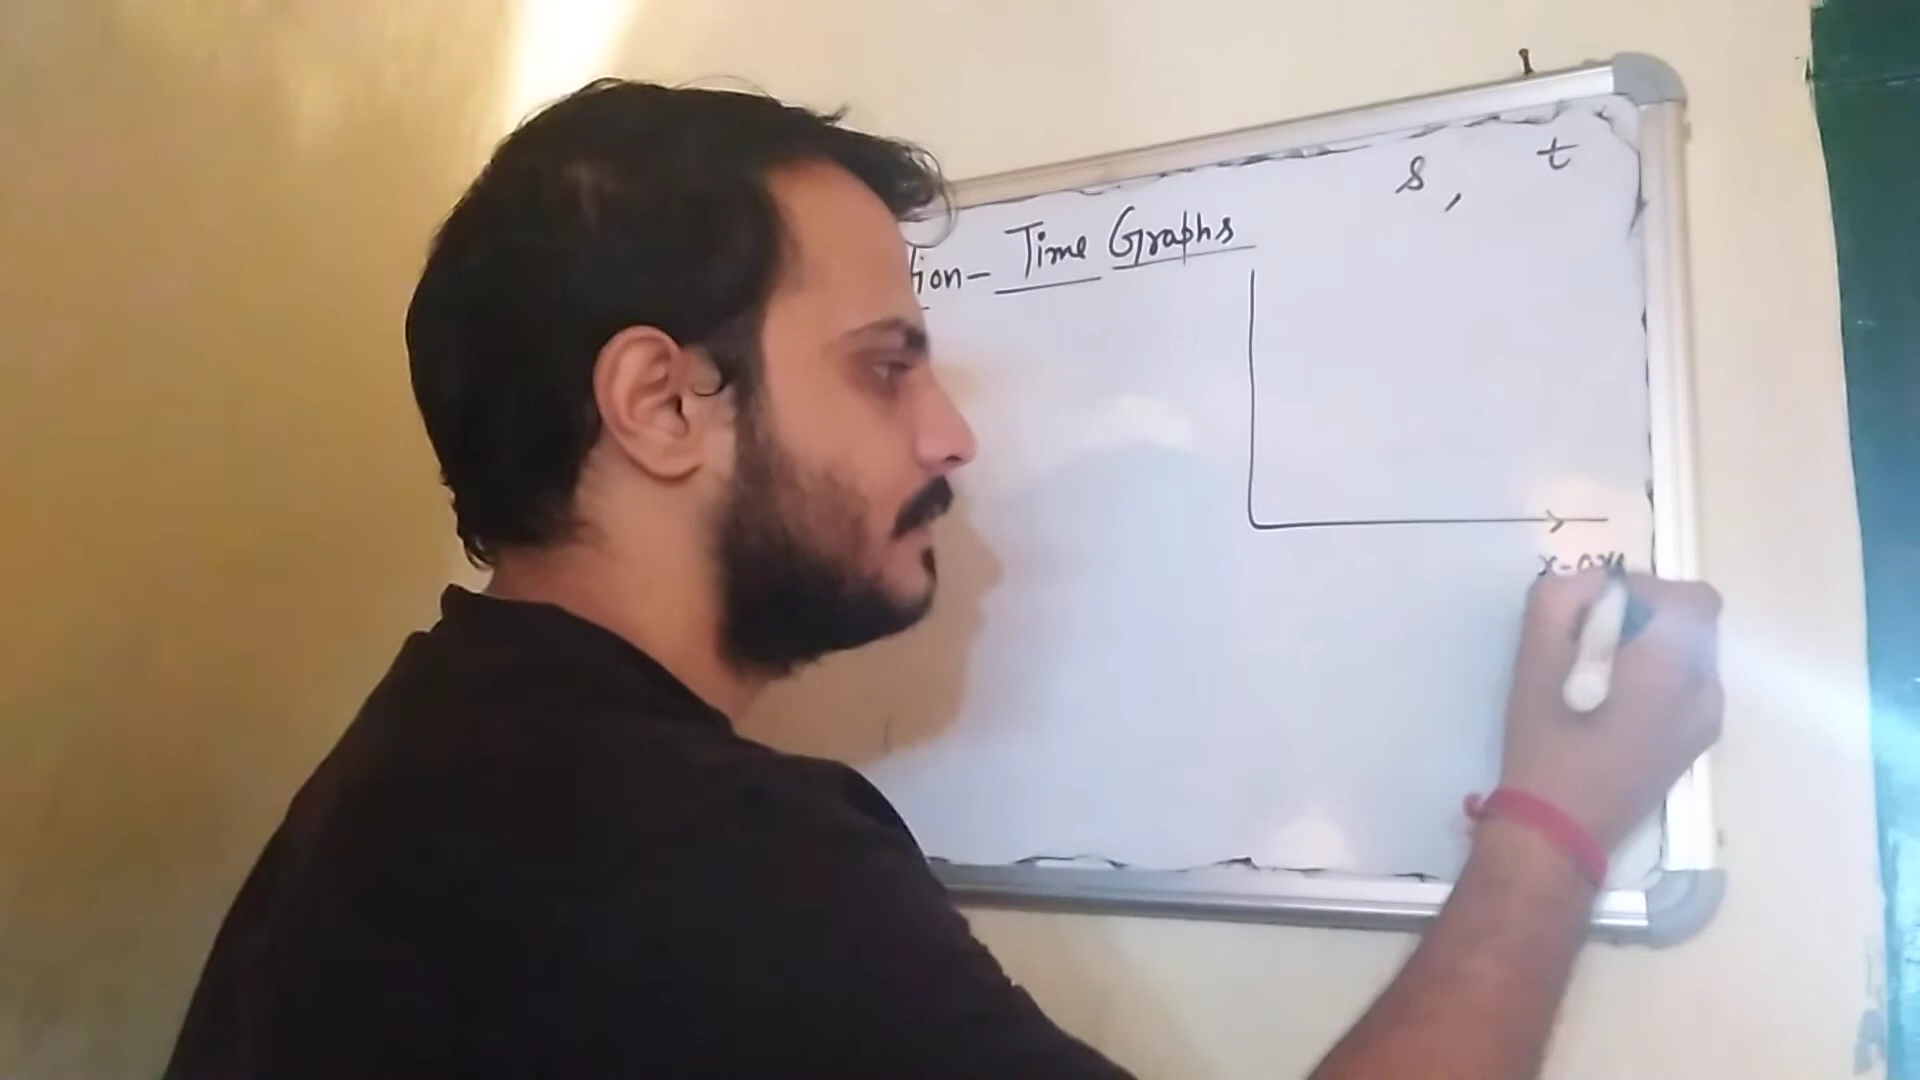 s, t
tion- Time Graphs
x-axi